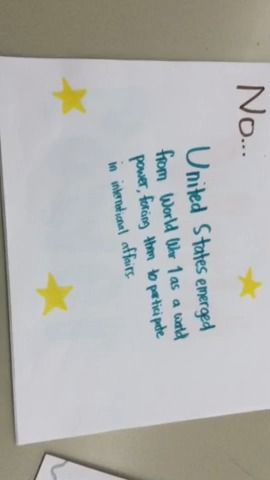 No...
United States emerged
from World War 1 as a world
power, forcing them to participate
in international affairs.